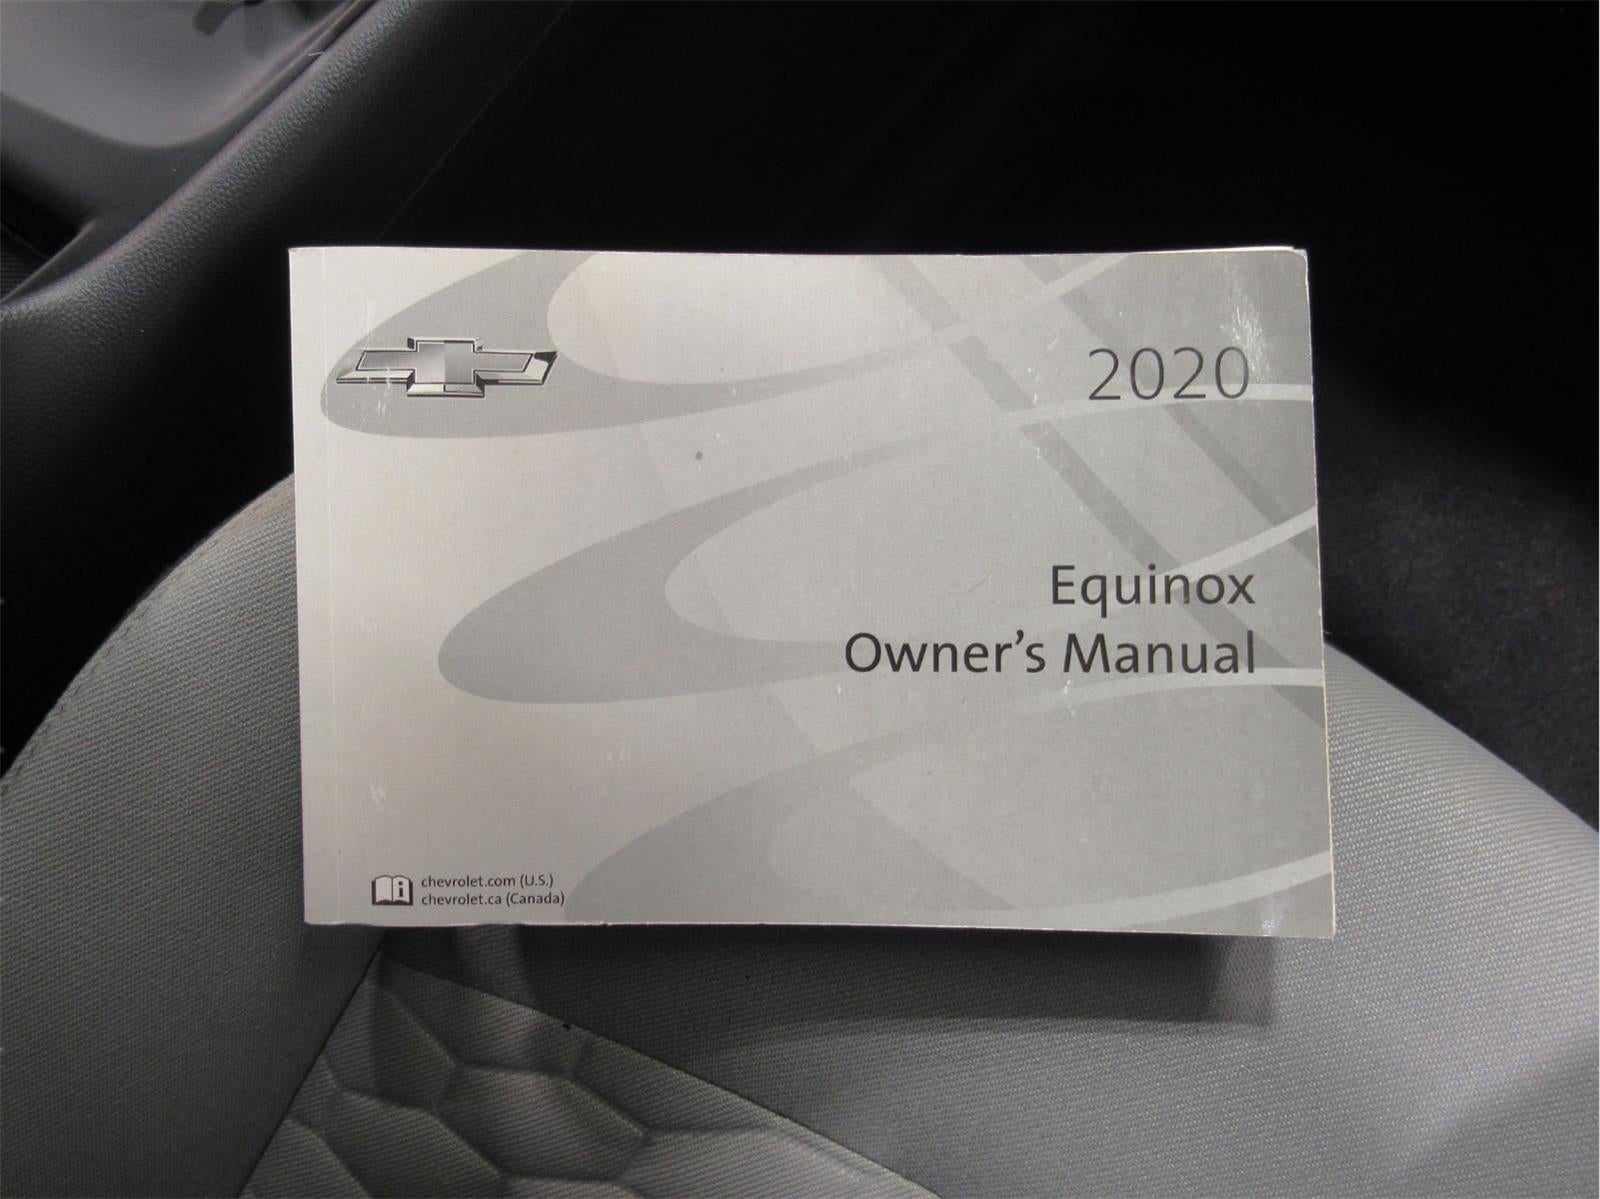 2020
Equinox
Owner's Manual
chevrolet.com (U.S.)
chevrolet.ca (Canada)